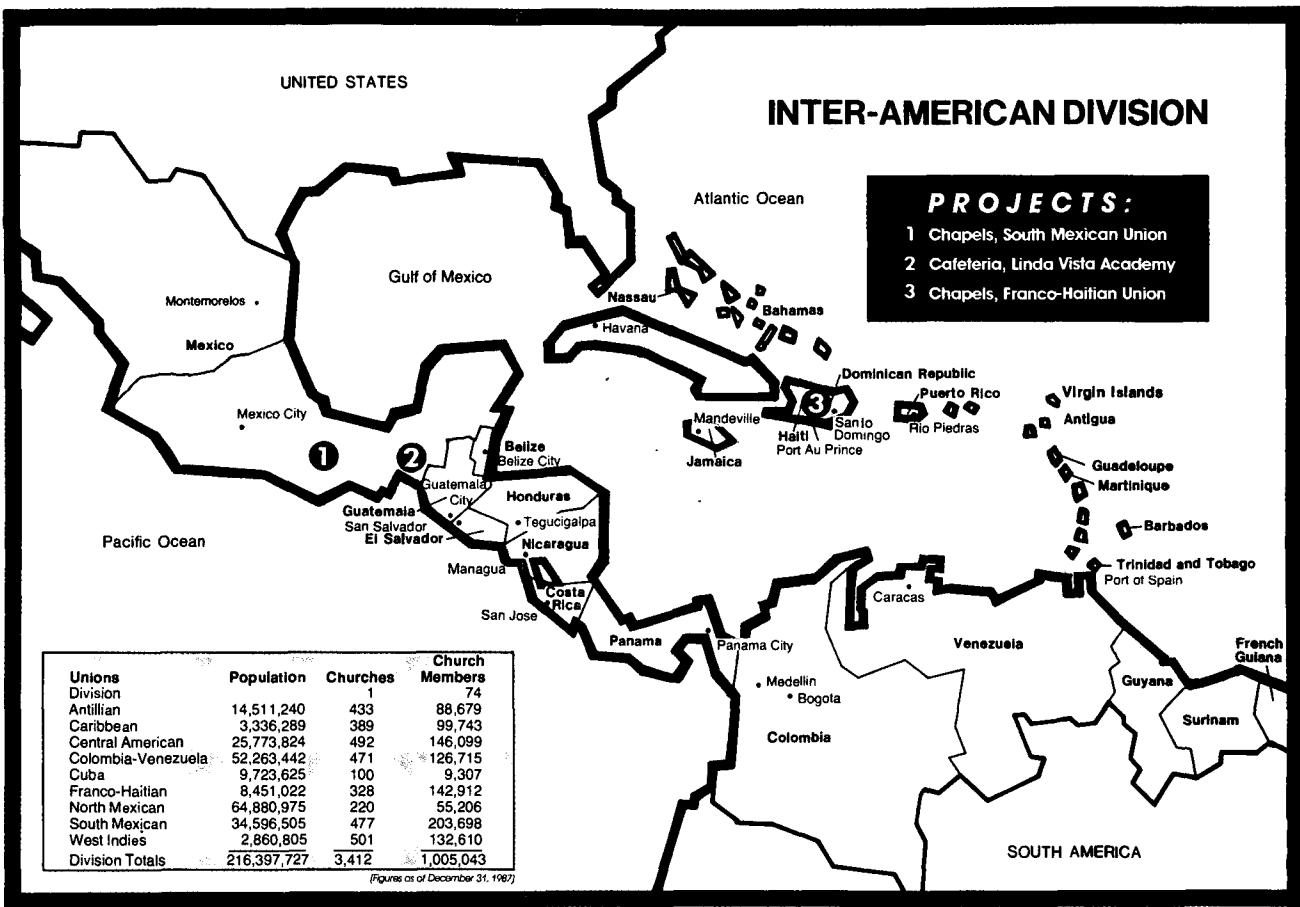 UNITED STATES
INTER-AMERICAN DIVISION
Atlantic Ocean
PROJECTS:
1 Chapels, South Mexican Union
2 Cafeteria, Linda Vista Academy
3 Chapels, Franco-Haitian Union
Gulf of Mexico
Nassau
Bahamas
Montemorelos
Havana
Mexico
Dominican Republic
Puerto Rico
Virgin Islands
Mexico City
3
Mandeville
Santo
Domingo
Rio Piedras
Antigua
Haiti
Port Au Prince
Jamaica
1
2
Belize
Belize City
Guadeloupe
Martinique
Guatemala
City
Honduras
Guatemala
San Salvador
El Salvador
Tegucigalpa
Barbados
Pacific Ocean
Nicaragua
Managua
Trinidad and Tobago
Port of Spain
Costa
Rica
Caracas
San Jose
Panama
Panama City
Venezuela
French
Guiana
Guyana
Medellin
Bogota
Surinam
Colombia
SOUTH AMERICA
Unions Population Churches Church Members
Division 1 74
Antillian 14,511,240 433 88,679
Caribbean 3,336,289 389 99,743
Central American 25,773,824 492 146,099
Colombia-Venezuela 52,263,442 471 126,715
Cuba 9,723,625 100 9,307
Franco-Haitian 8,451,022 328 142,912
North Mexican 64,880,975 220 55,206
South Mexican 34,596,505 477 203,698
West Indies 2,860,805 501 132,610
Division Totals 216,397,727 3,412 1,005,043
(Figures as of December 31, 1987)